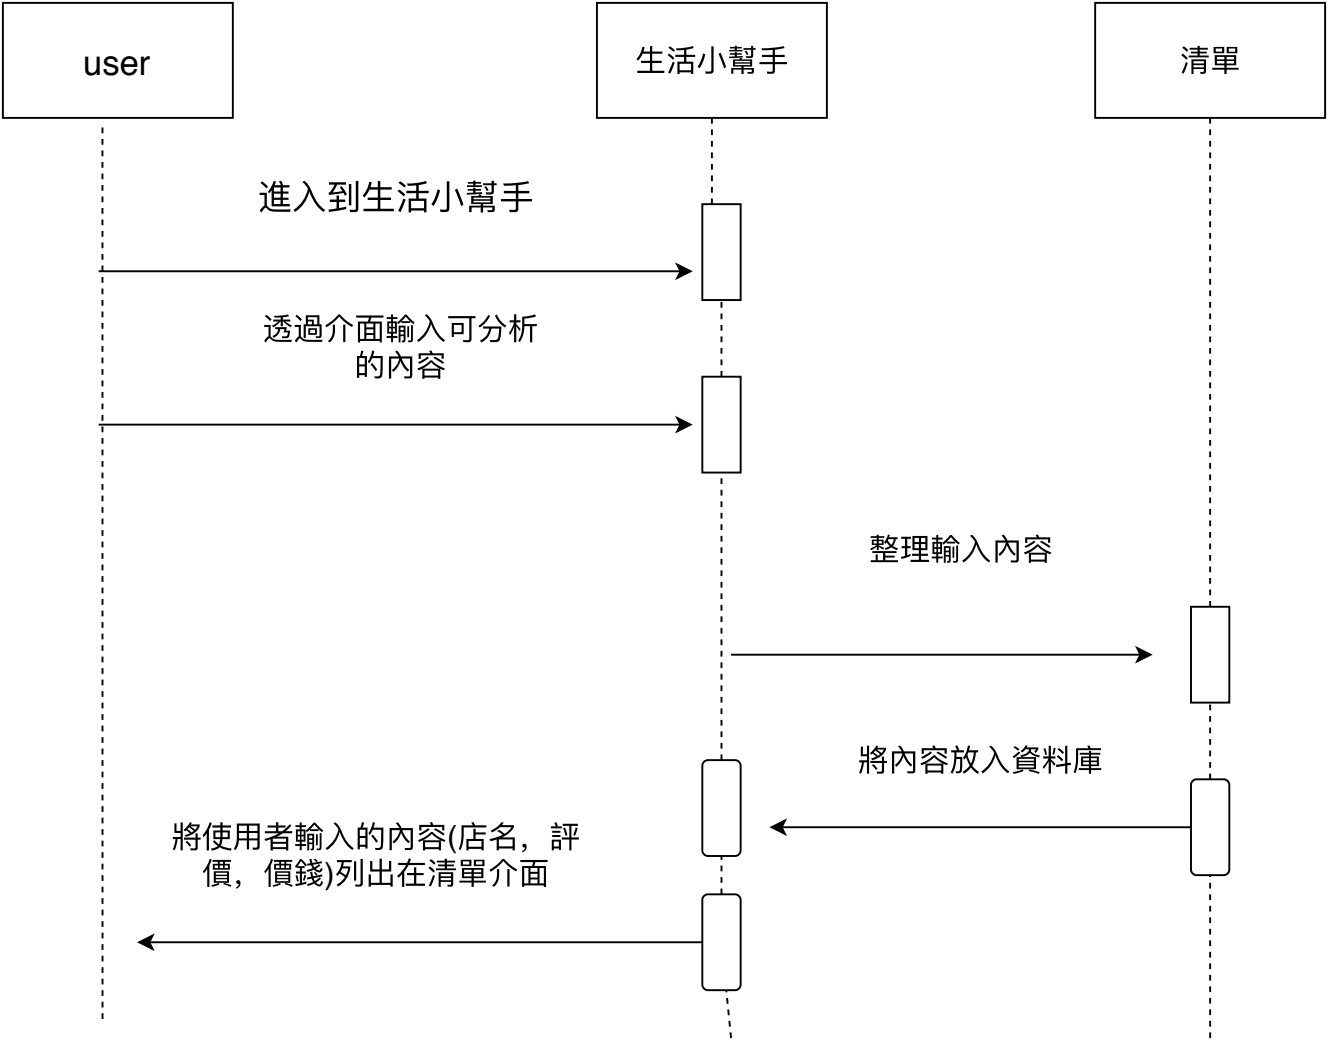 user
生活小幫手
清單
進入到生活小幫手
透過介面輸入可分析
的內容
整理輸入內容
將內容放入資料庫
將使用者輸入的內容(店名，評
價，價錢)列出在清單介面